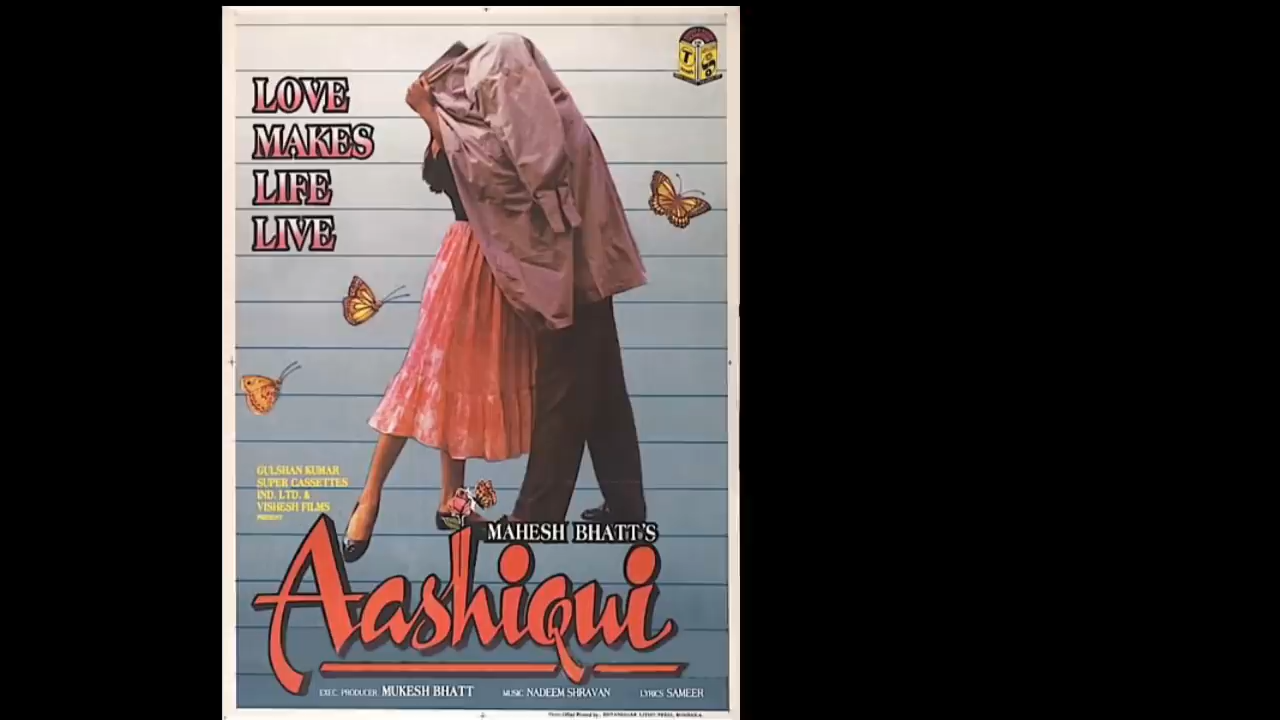 LOVE
MAKES
LIFE
LIVE
T
GULSHAN KUMAR
SUPER CASSETTES
IND. LTD. &
VISHESH FILMS
PRESENT
MAHESH BHATT'S
Aashiqui
EXEC. PRODUCER MUKESH BHATT MUSIC NADEEM SHRAVAN LYRICS SAMEER